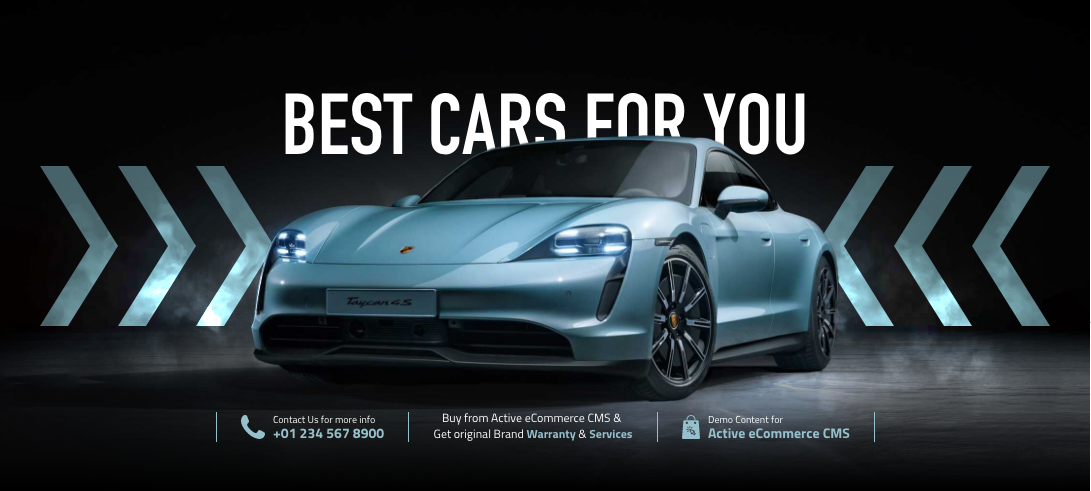 BEST CARS FOR YOU
Taycan 4S
Contact Us for more info
+01 234 567 8900
Buy from Active eCommerce CMS &
Get original Brand Warranty & Services
Demo Content for
Active eCommerce CMS